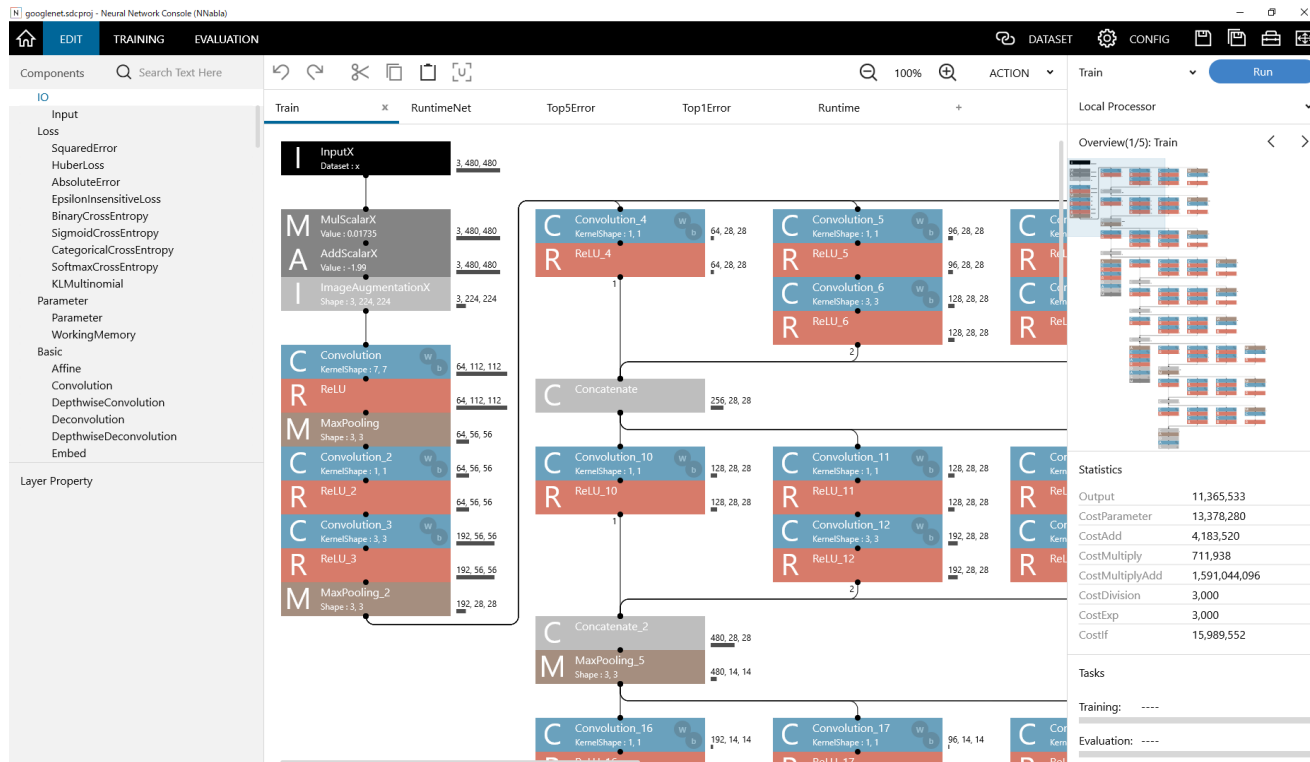 N googlenet.sdcproj - Neural Network Console (NNabla)
EDIT TRAINING EVALUATION DATASET CONFIG
Components Search Text Here 100% ACTION Train Run
IO
Input
Loss
SquaredError
HuberLoss
AbsoluteError
EpsilonInsensitiveLoss
BinaryCrossEntropy
SigmoidCrossEntropy
CategoricalCrossEntropy
SoftmaxCrossEntropy
KLMultinomial
Parameter
Parameter
WorkingMemory
Basic
Affine
Convolution
DepthwiseConvolution
Deconvolution
DepthwiseDeconvolution
Embed
Layer Property
Train x RuntimeNet Top5Error Top1Error Runtime +
I InputX
Dataset : x
3, 480, 480
M MulScalarX
Value : 0.01735
3, 480, 480
A AddScalarX
Value : -1.99
3, 480, 480
I ImageAugmentationX
Shape : 3, 224, 224
3, 224, 224
C Convolution W b
KernelShape : 7, 7
64, 112, 112
R ReLU
64, 112, 112
M MaxPooling
Shape : 3, 3
64, 56, 56
C Convolution_2 W b
KernelShape : 1, 1
64, 56, 56
R ReLU_2
64, 56, 56
C Convolution_3 W b
KernelShape : 3, 3
192, 56, 56
R ReLU_3
192, 56, 56
M MaxPooling_2
Shape : 3, 3
192, 28, 28
C Convolution_4 W b
KernelShape : 1, 1
64, 28, 28
R ReLU_4
64, 28, 28
1
C Concatenate
256, 28, 28
C Convolution_10 W b
KernelShape : 1, 1
128, 28, 28
R ReLU_10
128, 28, 28
1
C Concatenate_2
480, 28, 28
M MaxPooling_5
Shape : 3, 3
480, 14, 14
C Convolution_16 W b
KernelShape : 1, 1
192, 14, 14
C Convolution_5 W b
KernelShape : 1, 1
96, 28, 28
R ReLU_5
96, 28, 28
C Convolution_6 W b
KernelShape : 3, 3
128, 28, 28
R ReLU_6
128, 28, 28
2
C Convolution_11 W b
KernelShape : 1, 1
128, 28, 28
R ReLU_11
128, 28, 28
C Convolution_12 W b
KernelShape : 3, 3
192, 28, 28
R ReLU_12
192, 28, 28
2
C Convolution_17 W b
KernelShape : 1, 1
96, 14, 14
C
R
C
R
C
R
C
R
C
Local Processor
Overview(1/5): Train
Statistics
Output 11,365,533
CostParameter 13,378,280
CostAdd 4,183,520
CostMultiply 711,938
CostMultiplyAdd 1,591,044,096
CostDivision 3,000
CostExp 3,000
CostIf 15,989,552
Tasks
Training: ----
Evaluation: ----